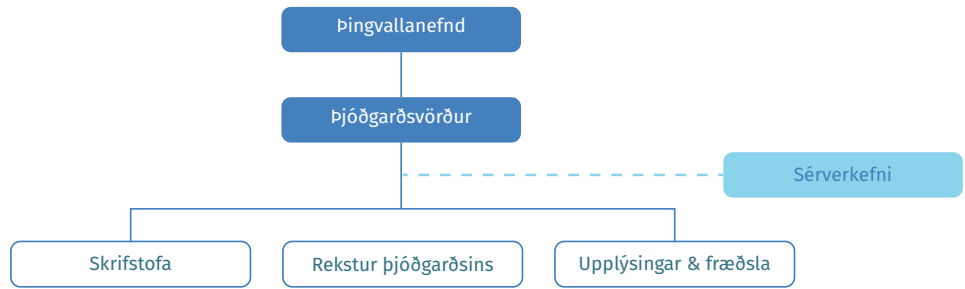 Þingvallanefnd
Þjóðgarðsvörður
Sérverkefni
Skrifstofa
Rekstur þjóðgarðsins
Upplýsingar & fræðsla